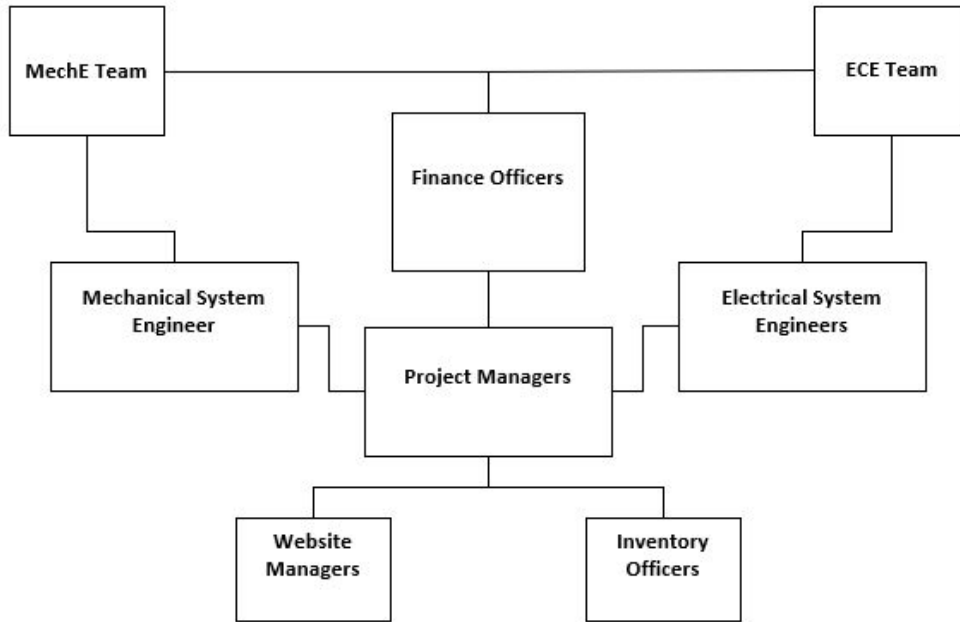 MechE Team
ECE Team
Finance Officers
Mechanical System
Engineer
Electrical System
Engineers
Project Managers
Website
Managers
Inventory
Officers